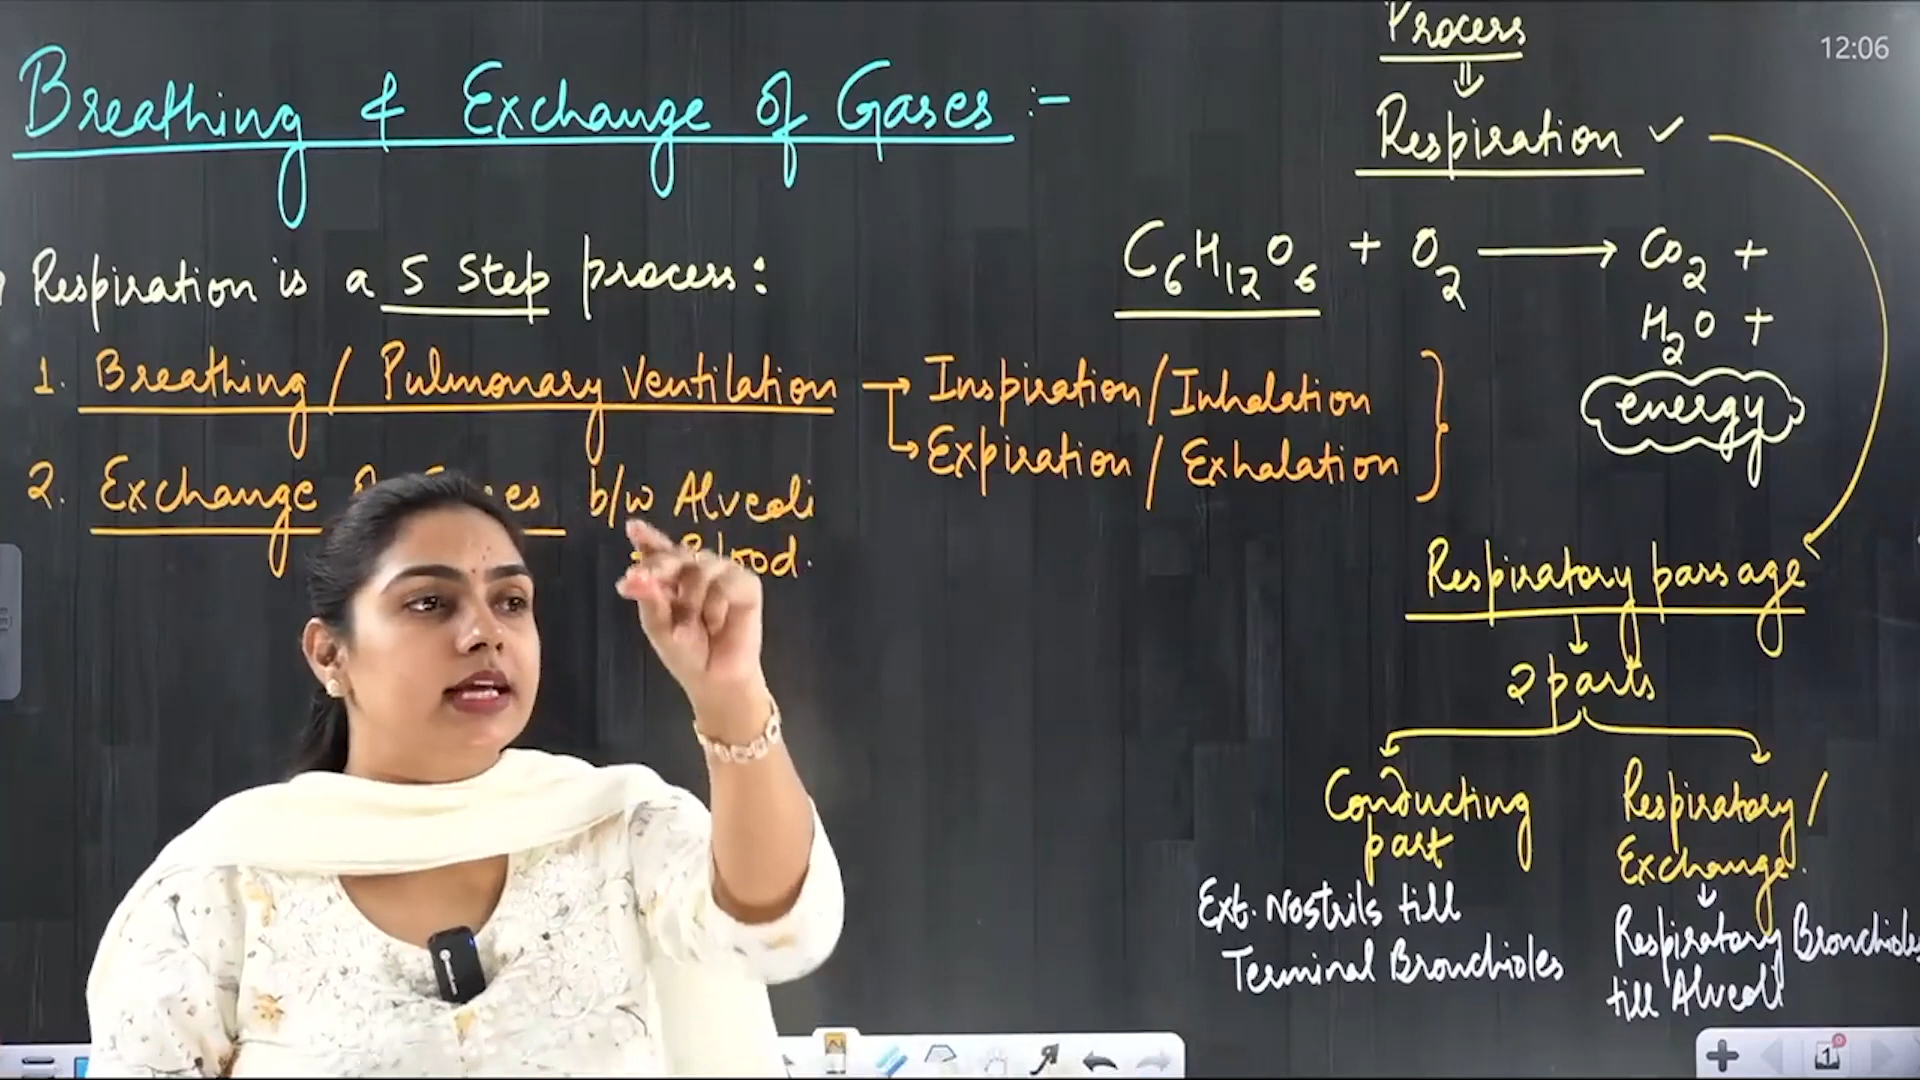 Breathing & Exchange of Gases :-
Respiration is a 5 Step process :
1. Breathing / Pulmonary Ventilation → Inspiration / Inhalation
Expiration / Exhalation
2. Exchange b/w Alveoli
Blood.
Process
⇓
Respiration ✓
12:06
C6H12O6 + O2 → CO2 +
H2O +
energy
Respiratory passage
2 parts
Conducting
part
Ext. Nostrils till
Terminal Bronchioles
Respiratory /
Exchange.
Respiratory Bronchioles
till Alveoli
1